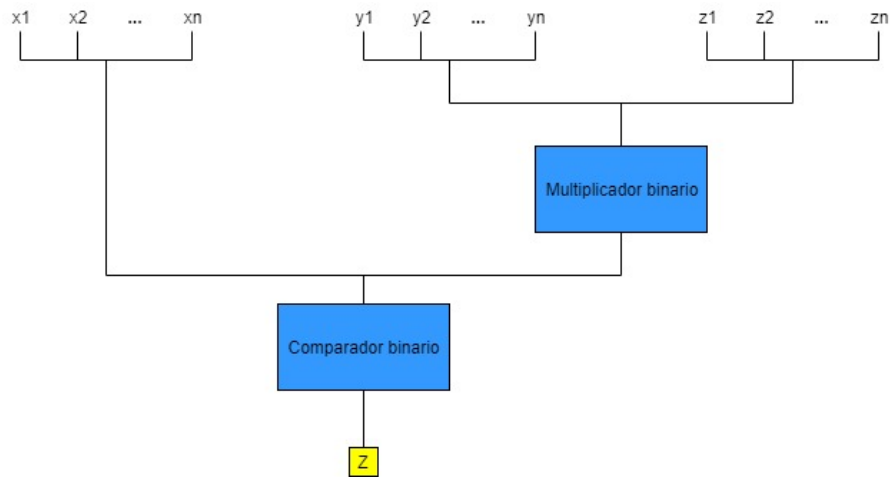 x1 x2 ... xn y1 y2 ... yn z1 z2 ... zn
Multiplicador binario
Comparador binario
Z